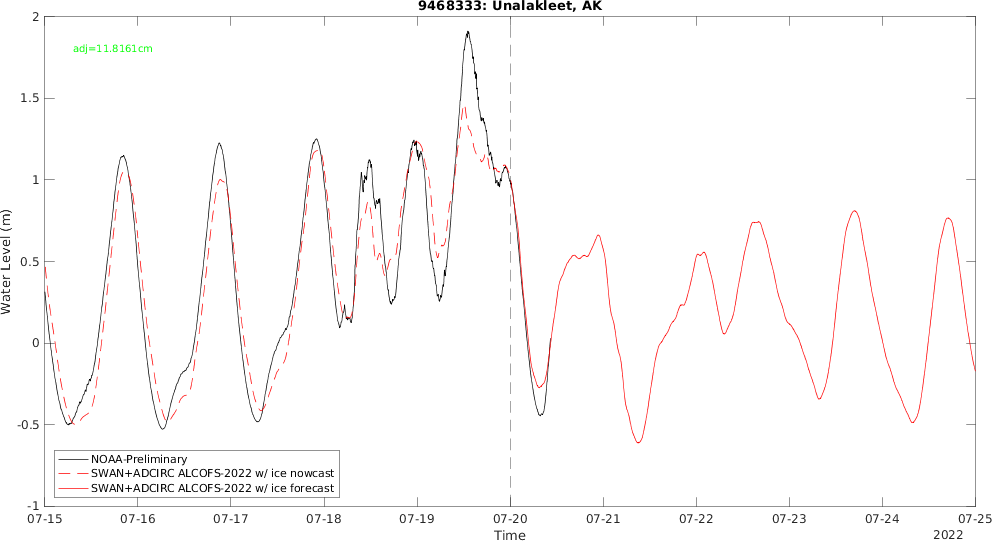 9468333: Unalakleet, AK
adj=11.8161cm
2
1.5
1
0.5
0
-0.5
-1
Water Level (m)
NOAA-Preliminary
SWAN+ADCIRC ALCOFS-2022 w/ ice nowcast
SWAN+ADCIRC ALCOFS-2022 w/ ice forecast
07-15 07-16 07-17 07-18 07-19 07-20 07-21 07-22 07-23 07-24 07-25
Time
2022